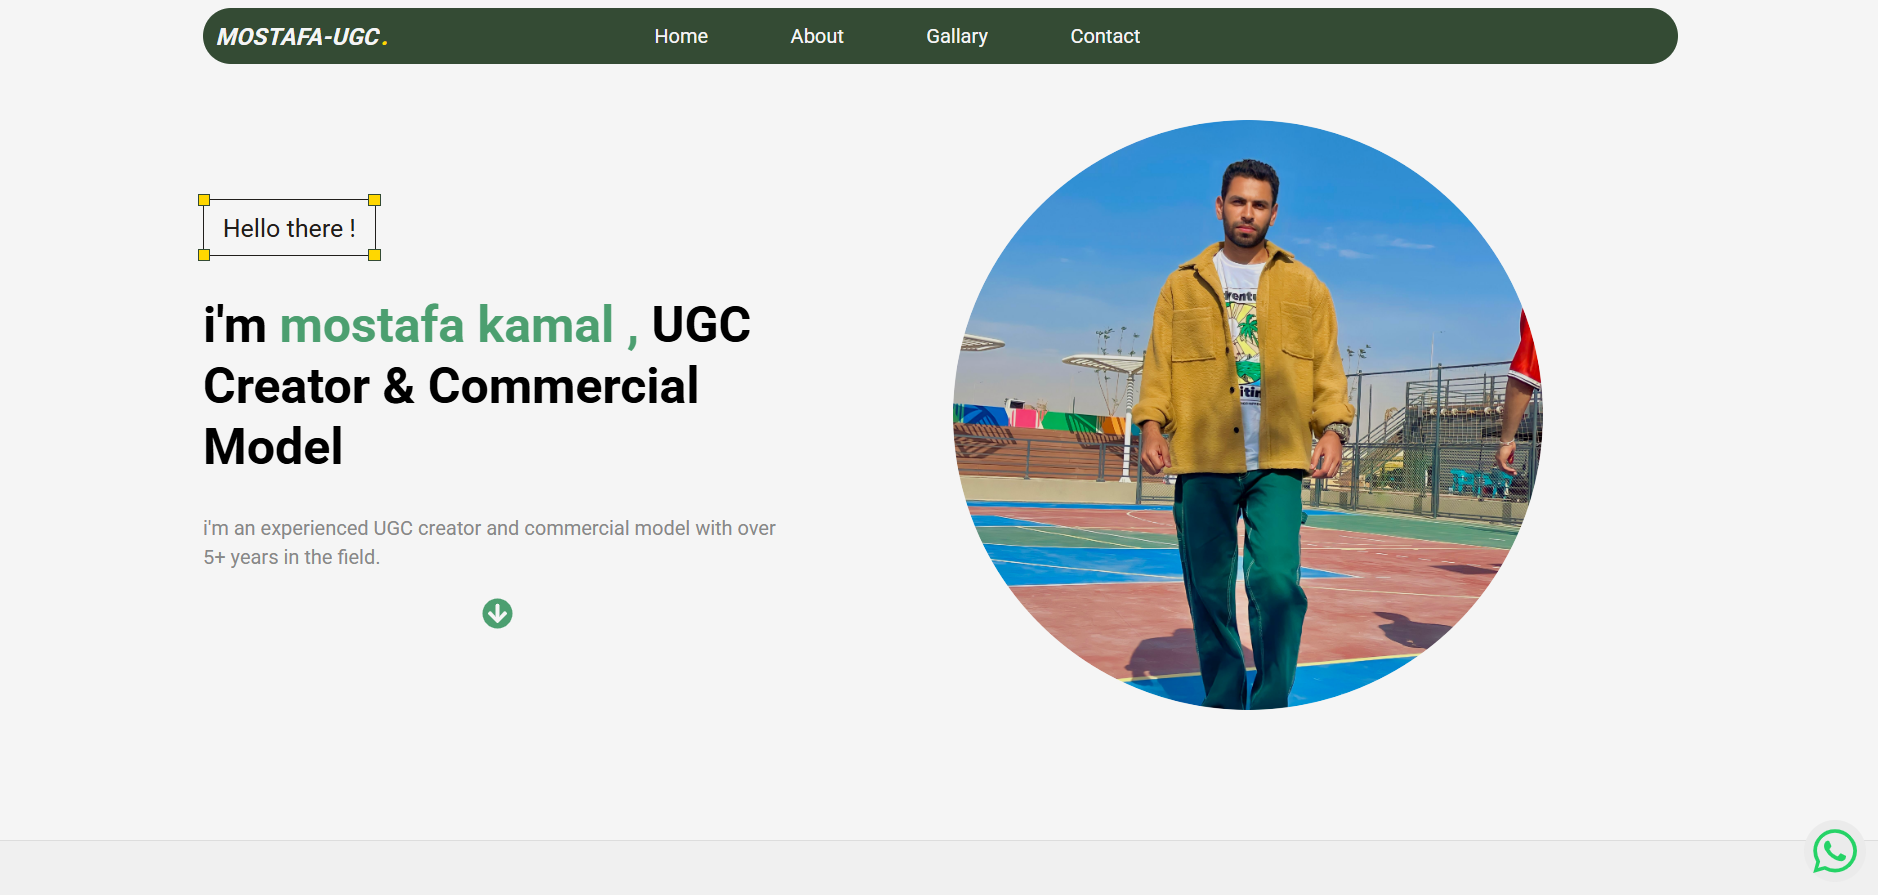 MOSTAFA-UGC.
Home
About
Gallary
Contact
Hello there !
i'm mostafa kamal , UGC
Creator & Commercial
Model
i'm an experienced UGC creator and commercial model with over
5+ years in the field.